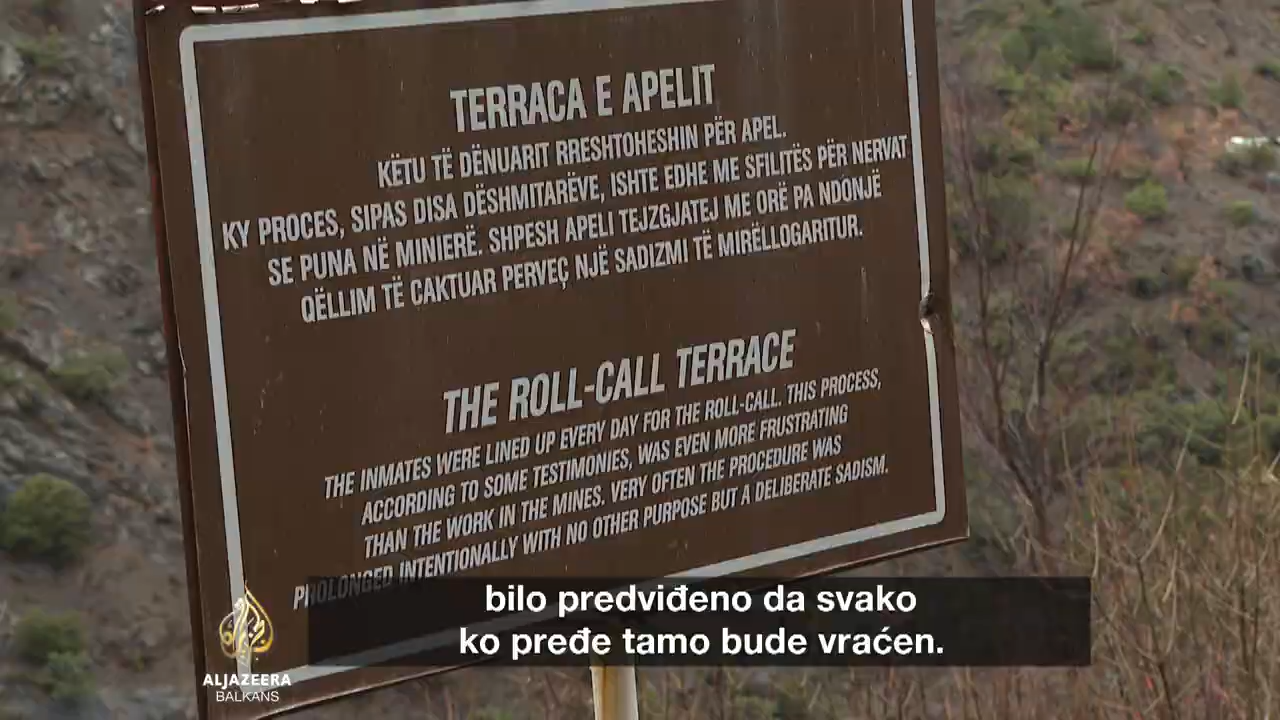 TERRACA E APELIT
KËTU TË DËNUARIT RRESHTOHESHIN PËR APEL.
KY PROCES, SIPAS DISA DËSHMITARËVE, ISHTE EDHE ME SFILITËS PËR NERVAT
SE PUNA NË MINIERË. SHPESH APELI TEJZGJATEJ ME ORË PA NDONJË
QËLLIM TË CAKTUAR PERVEÇ NJË SADIZMI TË MIRËLLOGARITUR.
THE ROLL-CALL TERRACE
THE INMATES WERE LINED UP EVERY DAY FOR THE ROLL-CALL. THIS PROCESS,
ACCORDING TO SOME TESTIMONIES, WAS EVEN MORE FRUSTRATING
THAN THE WORK IN THE MINES. VERY OFTEN THE PROCEDURE WAS
PROLONGED INTENTIONALLY WITH NO OTHER PURPOSE BUT A DELIBERATE SADISM.
bilo predviđeno da svako
ko pređe tamo bude vraćen.
ALJAZEERA
BALKANS